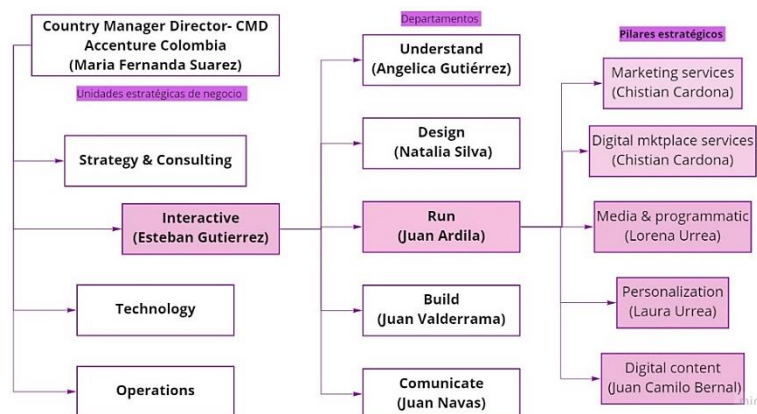 Country Manager Director- CMD
Accenture Colombia
(Maria Fernanda Suarez)
Unidades estratégicas de negocio
Strategy & Consulting
Interactive
(Esteban Gutierrez)
Technology
Operations
Departamentos
Understand
(Angelica Gutiérrez)
Design
(Natalia Silva)
Run
(Juan Ardila)
Build
(Juan Valderrama)
Comunicate
(Juan Navas)
Pilares estratégicos
Marketing services
(Chistian Cardona)
Digital mktplace services
(Chistian Cardona)
Media & programmatic
(Lorena Urrea)
Personalization
(Laura Urrea)
Digital content
(Juan Camilo Bernal)